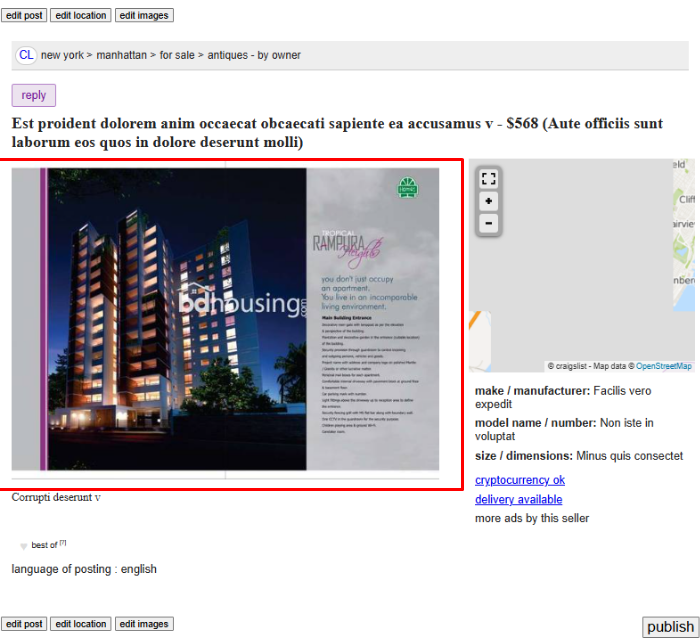 edit post edit location edit images
CL new york > manhattan > for sale > antiques - by owner
reply
Est proident dolorem anim occaecat obcaecati sapiente ea accusamus v - $568 (Aute officiis sunt
laborum eos quos in dolore deserunt molli)
TROPICAL
RAMPURA
Heights
you don't just occupy
an apartment.
You live in an incomparable
living environment.
bdhousing.com
Main Building Entrance
+
−
eld
Cliff
airvie
nber
© craigslist - Map data © OpenStreetMap
make / manufacturer: Facilis vero
expedit
model name / number: Non iste in
voluptat
size / dimensions: Minus quis consectet
cryptocurrency ok
delivery available
more ads by this seller
Corrupti deserunt v
best of [?]
language of posting : english
edit post edit location edit images
publish